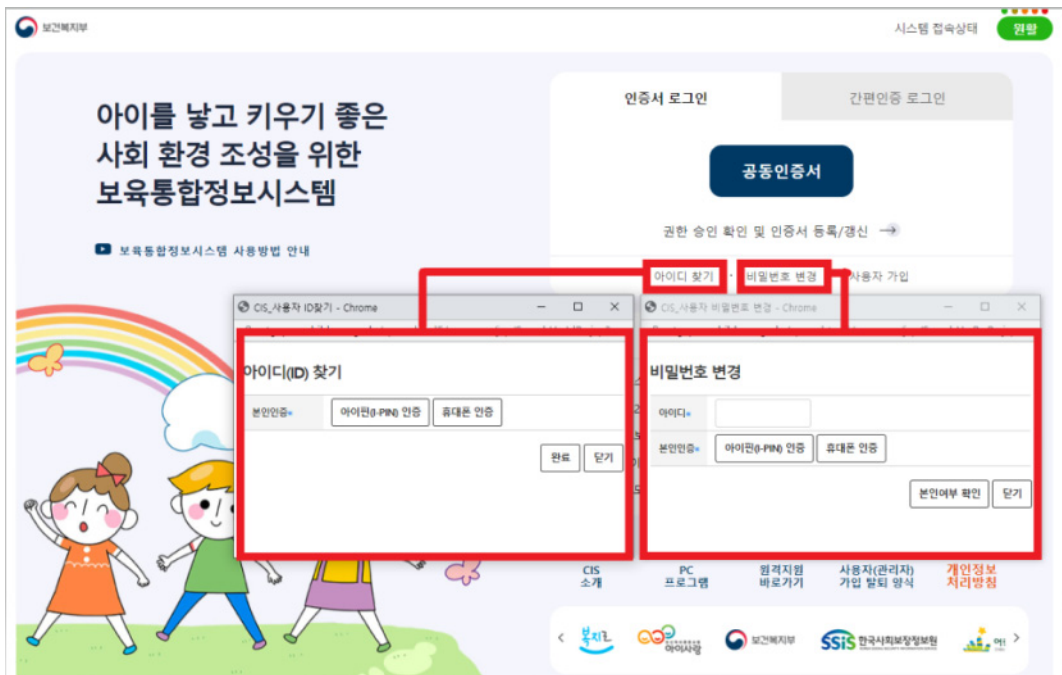 보건복지부
시스템 접속상태
원활
아이를 낳고 키우기 좋은
사회 환경 조성을 위한
보육통합정보시스템
보육통합정보시스템 사용방법 안내
인증서 로그인
간편인증 로그인
공동인증서
권한 승인 확인 및 인증서 등록/갱신
아이디 찾기 · 비밀번호 변경 사용자 가입
CIS_사용자 ID찾기 - Chrome
아이디(ID) 찾기
본인인증*
아이핀(I-PIN) 인증
휴대폰 인증
완료
닫기
CIS_사용자 비밀번호 변경 - Chrome
비밀번호 변경
아이디*
본인인증*
아이핀(I-PIN) 인증
휴대폰 인증
본인여부 확인
닫기
CIS
소개
PC
프로그램
원격지원
바로가기
사용자(관리자)
가입 탈퇴 양식
개인정보
처리방침
복지로
아이사랑
보건복지부
SSiS 한국사회보장정보원